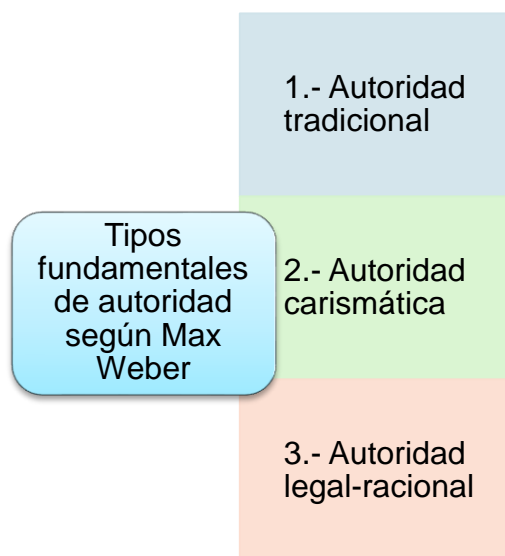 Tipos
fundamentales
de autoridad
según Max
Weber
1.- Autoridad
tradicional
2.- Autoridad
carismática
3.- Autoridad
legal-racional